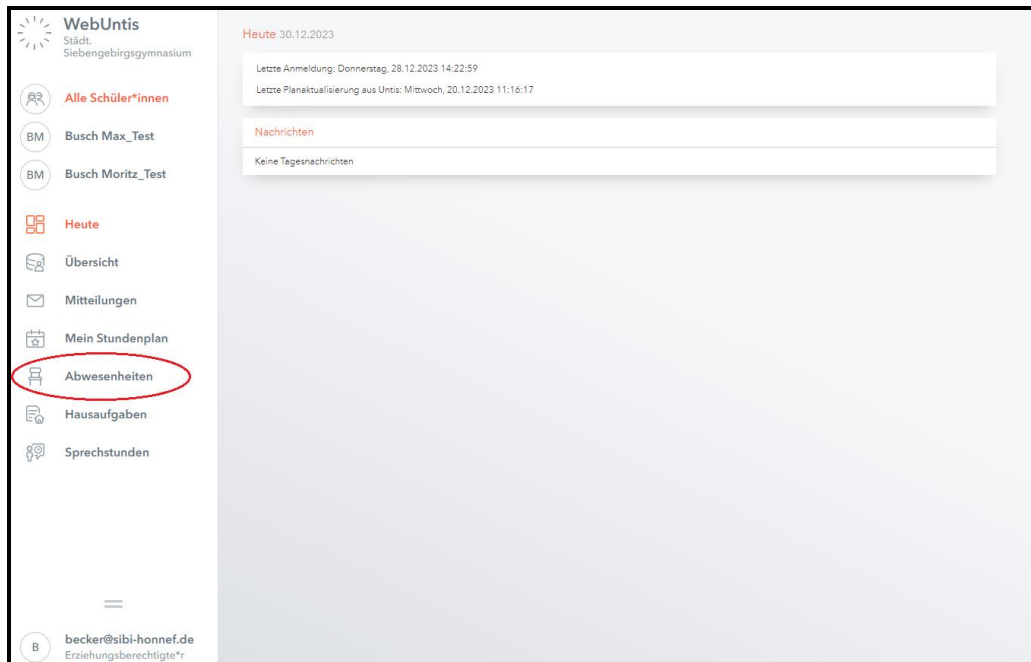 WebUntis
Städt.
Siebengebirgsgymnasium
Alle Schüler*innen
BM
Busch Max_Test
BM
Busch Moritz_Test
Heute
Übersicht
Mitteilungen
Mein Stundenplan
Abwesenheiten
Hausaufgaben
Sprechstunden
B
becker@sibi-honnef.de
Erziehungsberechtigte*r
Heute 30.12.2023
Letzte Anmeldung: Donnerstag, 28.12.2023 14:22:59
Letzte Planaktualisierung aus Untis: Mittwoch, 20.12.2023 11:16:17
Nachrichten
Keine Tagesnachrichten